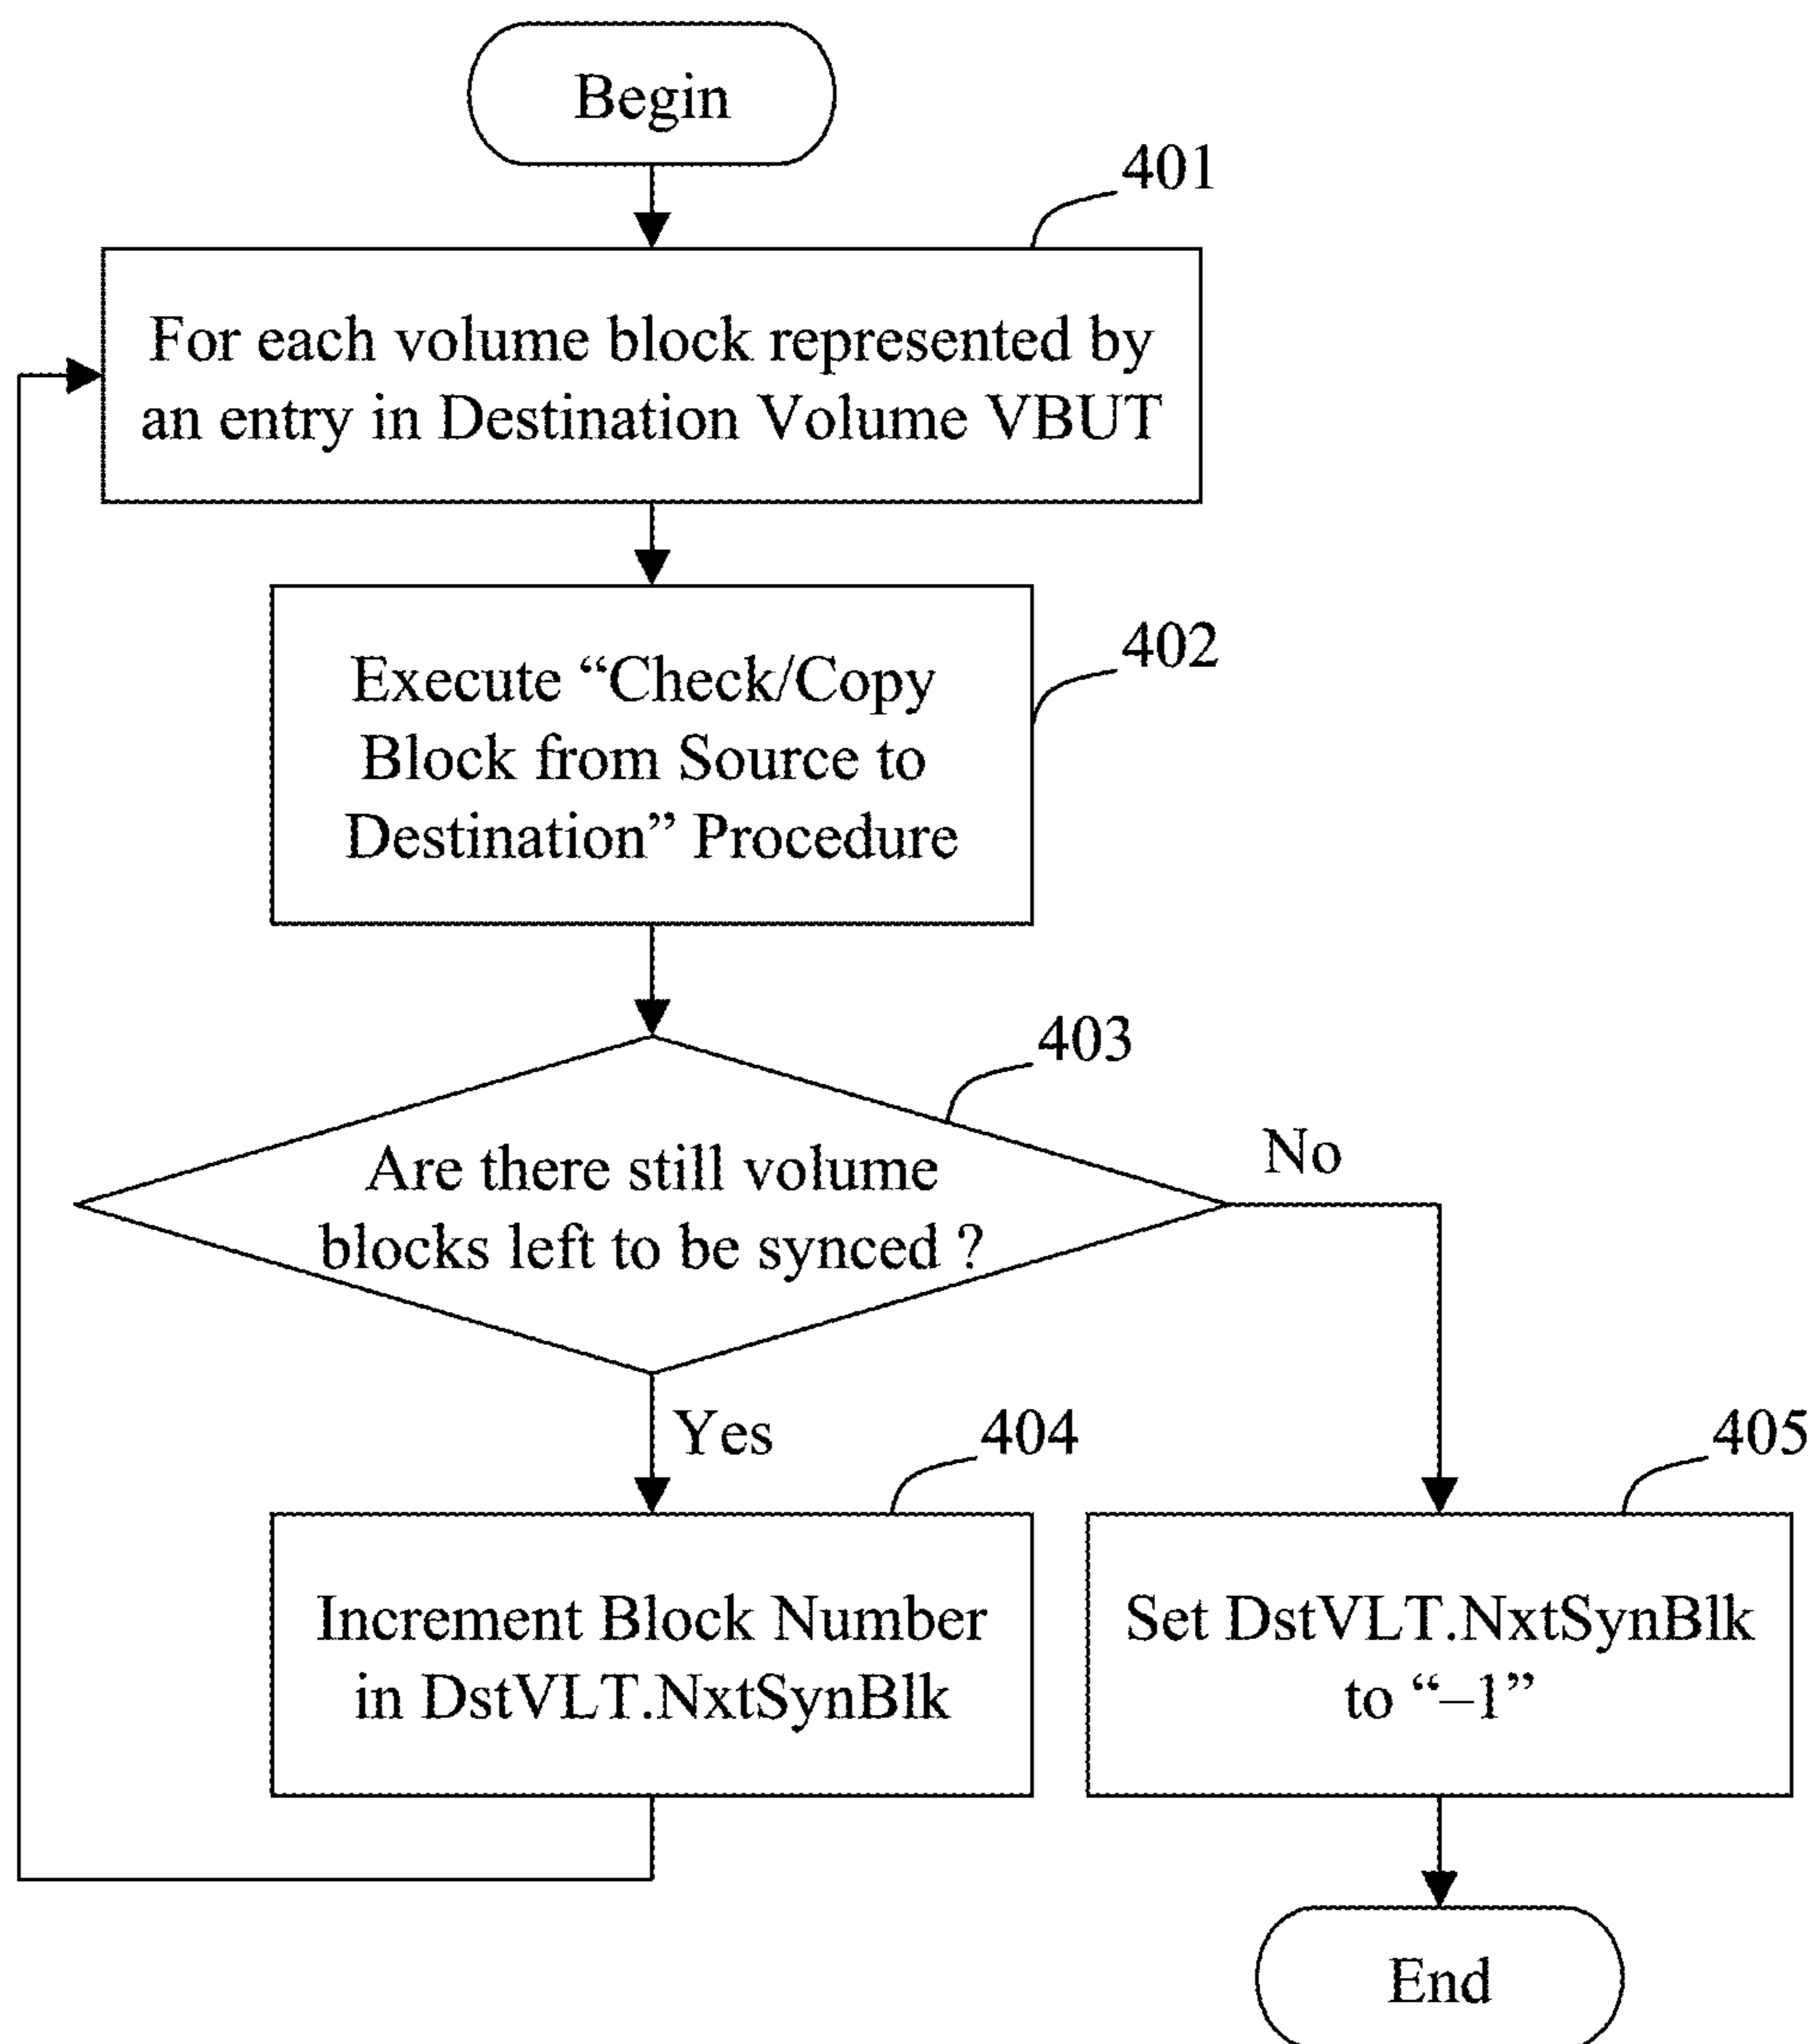 Begin
401
For each volume block represented by
an entry in Destination Volume VBUT
402
Execute “Check/Copy
Block from Source to
Destination” Procedure
403
Are there still volume
blocks left to be synced ?
No
Yes
404
Increment Block Number
in DstVLT.NxtSynBlk
405
Set DstVLT.NxtSynBlk
to “–1”
End